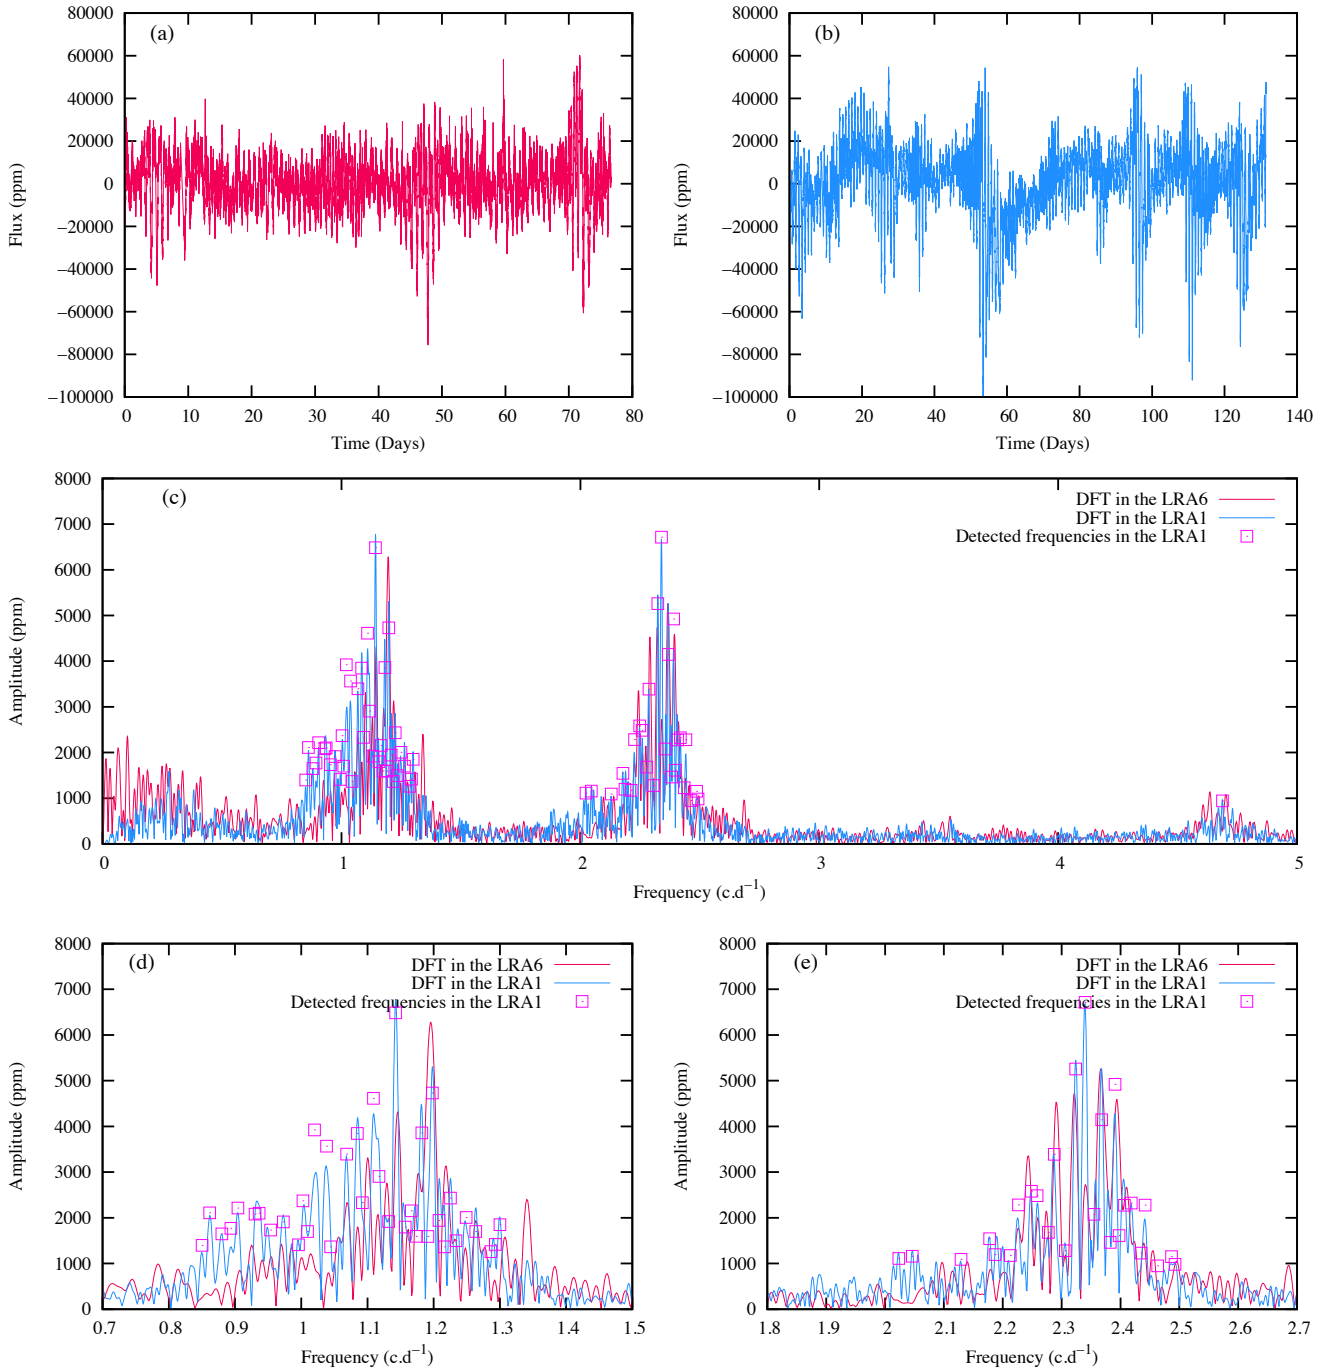 (a)
80000
60000
40000
20000
0
−20000
−40000
−60000
−80000
−100000
Flux (ppm)
0 10 20 30 40 50 60 70 80
Time (Days)
(b)
80000
60000
40000
20000
0
−20000
−40000
−60000
−80000
−100000
Flux (ppm)
0 20 40 60 80 100 120 140
Time (Days)
(c)
DFT in the LRA6
DFT in the LRA1
Detected frequencies in the LRA1
8000
7000
6000
5000
4000
3000
2000
1000
0
Amplitude (ppm)
0 1 2 3 4 5
Frequency (c.d⁻¹)
(d)
DFT in the LRA6
DFT in the LRA1
Detected frequencies in the LRA1
8000
7000
6000
5000
4000
3000
2000
1000
0
Amplitude (ppm)
0.7 0.8 0.9 1 1.1 1.2 1.3 1.4 1.5
Frequency (c.d⁻¹)
(e)
DFT in the LRA6
DFT in the LRA1
Detected frequencies in the LRA1
8000
7000
6000
5000
4000
3000
2000
1000
0
Amplitude (ppm)
1.8 1.9 2 2.1 2.2 2.3 2.4 2.5 2.6 2.7
Frequency (c.d⁻¹)